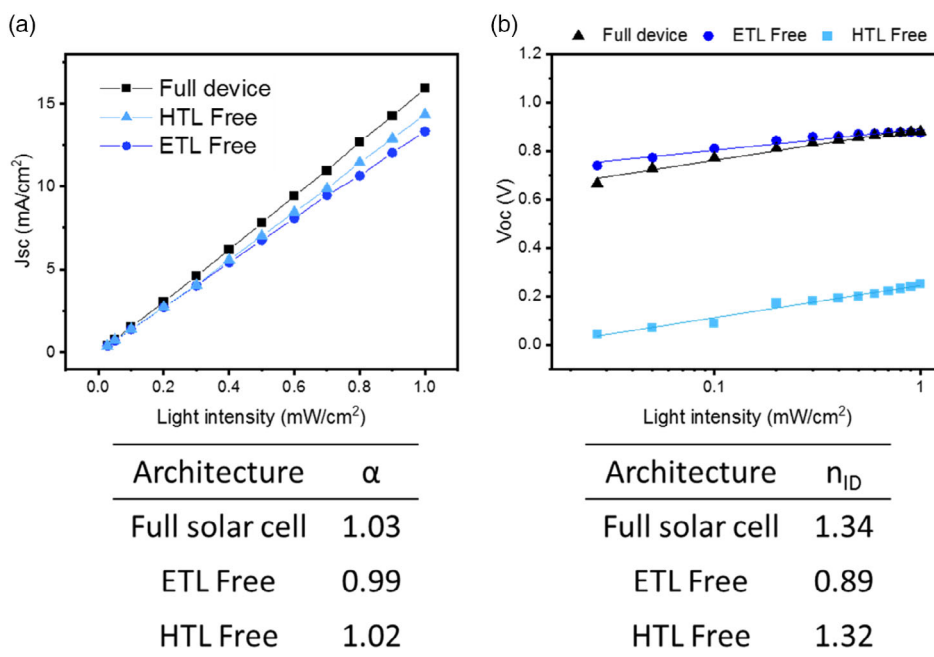 (a)
Full device
HTL Free
ETL Free
15
10
5
0
Jsc (mA/cm²)
0.0 0.2 0.4 0.6 0.8 1.0
Light intensity (mW/cm²)
Architecture α
Full solar cell 1.03
ETL Free 0.99
HTL Free 1.02
(b)
Full device ETL Free HTL Free
1.2
1.0
0.8
0.6
0.4
0.2
0.0
Voc (V)
0.1 1
Light intensity (mW/cm²)
Architecture n_ID
Full solar cell 1.34
ETL Free 0.89
HTL Free 1.32